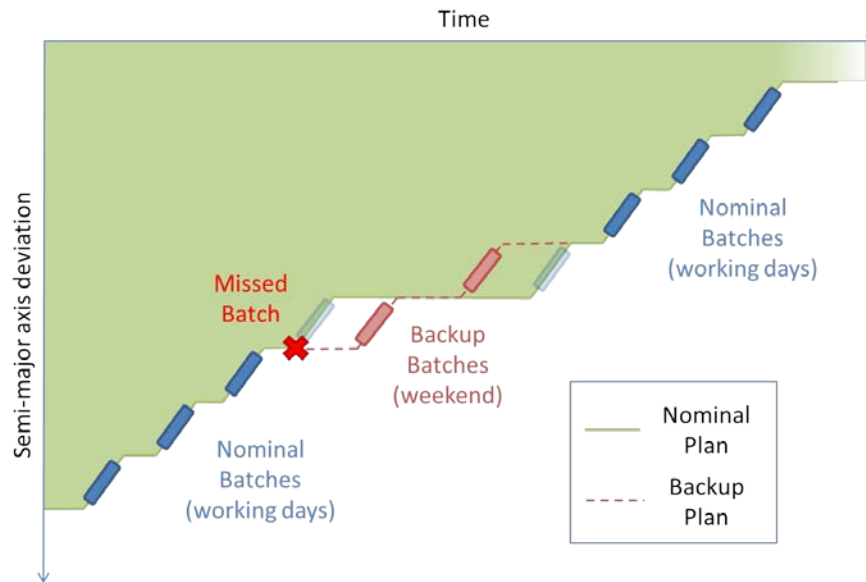 Time
Semi-major axis deviation
Missed
Batch
Nominal
Batches
(working days)
Backup
Batches
(weekend)
Nominal
Batches
(working days)
Nominal
Plan
Backup
Plan